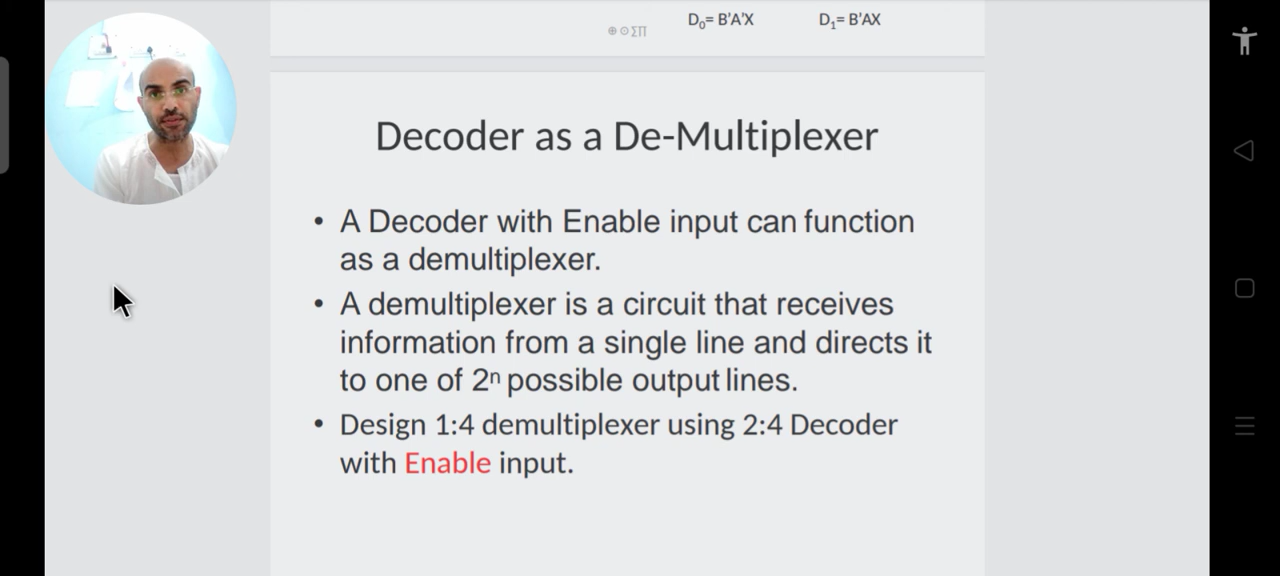 D₀= B'A'X D₁= B'AX
⊕⊙∑∏
Decoder as a De-Multiplexer
• A Decoder with Enable input can function
as a demultiplexer.
• A demultiplexer is a circuit that receives
information from a single line and directs it
to one of 2ⁿ possible output lines.
• Design 1:4 demultiplexer using 2:4 Decoder
with Enable input.